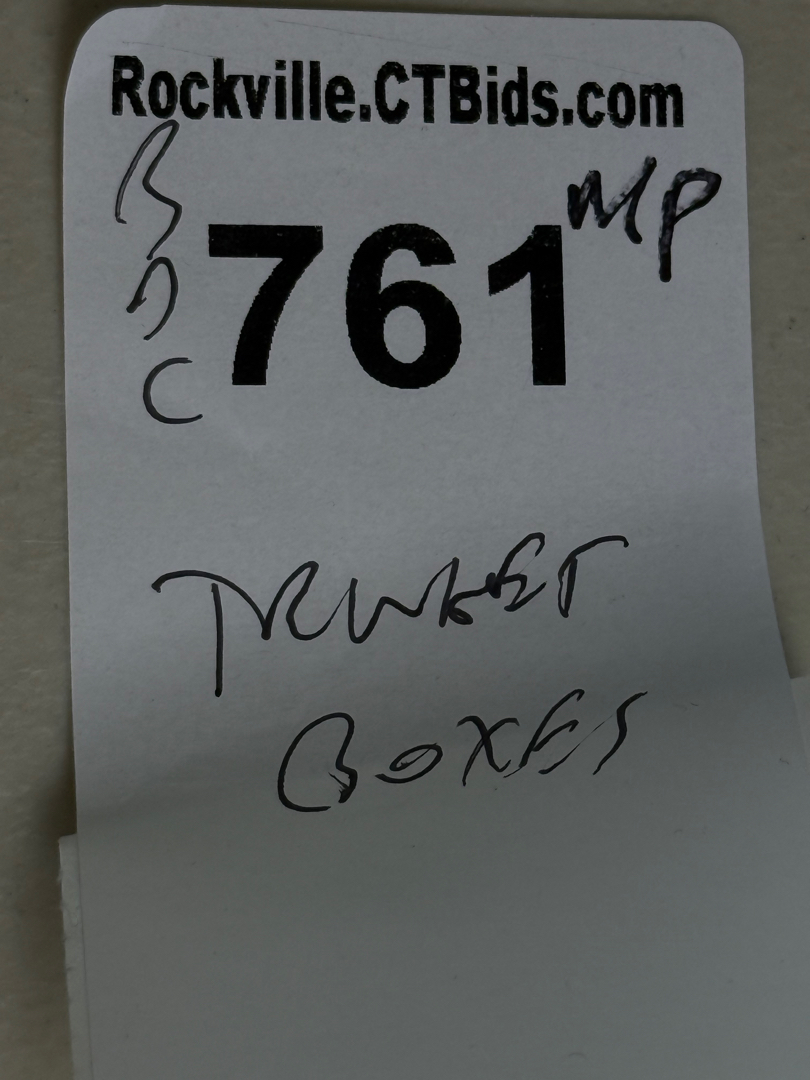 Rockville.CTBids.com
MP
761
C
TRINKET
BOXES